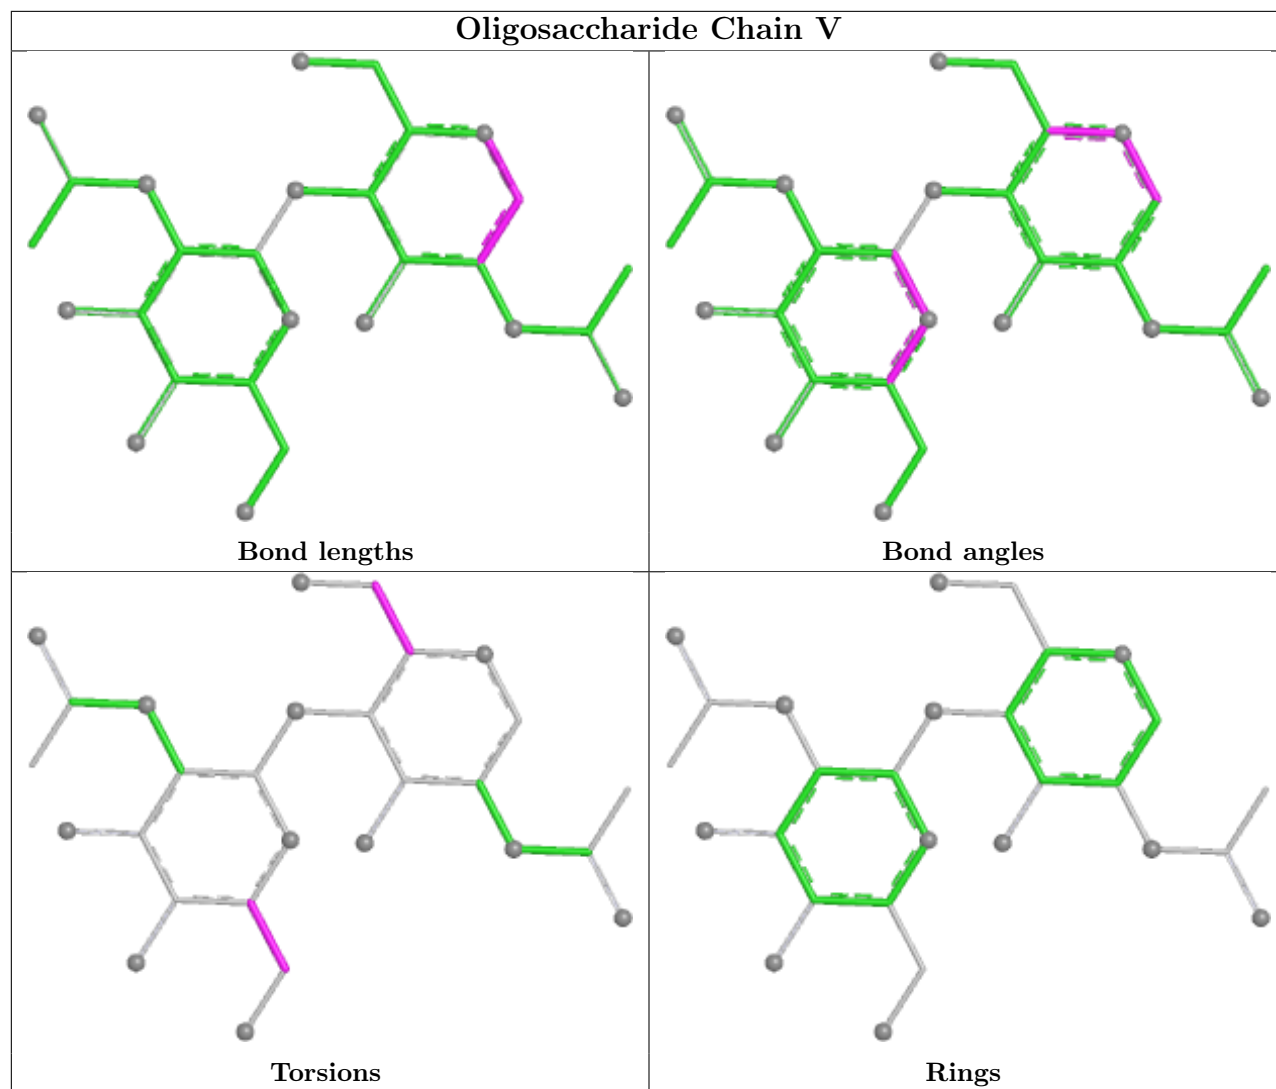 Oligosaccharide Chain V
Bond lengths
Bond angles
Torsions
Rings